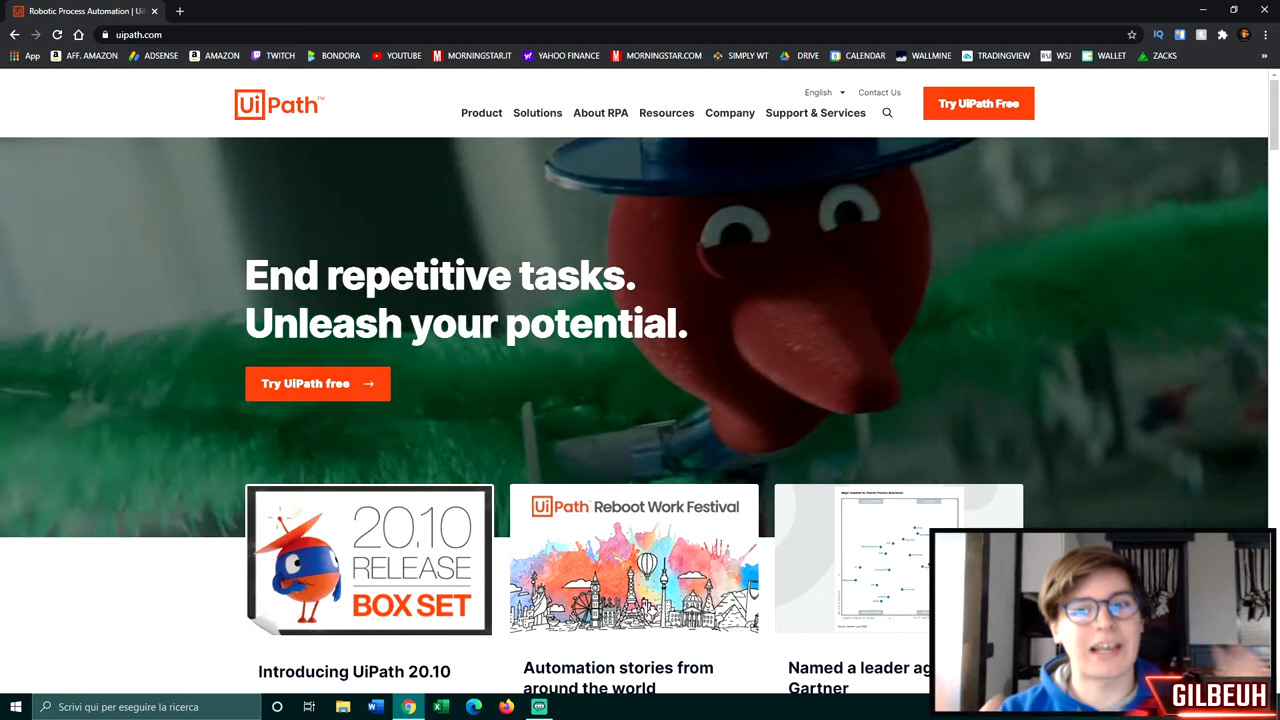 Robotic Process Automation | Ui
uipath.com
App AFF. AMAZON ADSENSE AMAZON TWITCH BONDORA YOUTUBE MORNINGSTAR.IT YAHOO FINANCE MORNINGSTAR.COM SIMPLY WT DRIVE CALENDAR WALLMINE TRADINGVIEW WSJ WALLET ZACKS
English Contact Us
UiPath™
Product Solutions About RPA Resources Company Support & Services
Try UiPath Free
End repetitive tasks.
Unleash your potential.
Try UiPath free →
20.10
RELEASE
BOX SET
UiPath Reboot Work Festival
Introducing UiPath 20.10
Automation stories from
around the world
Named a leader ag
Gartner
GILBEUH
Scrivi qui per eseguire la ricerca